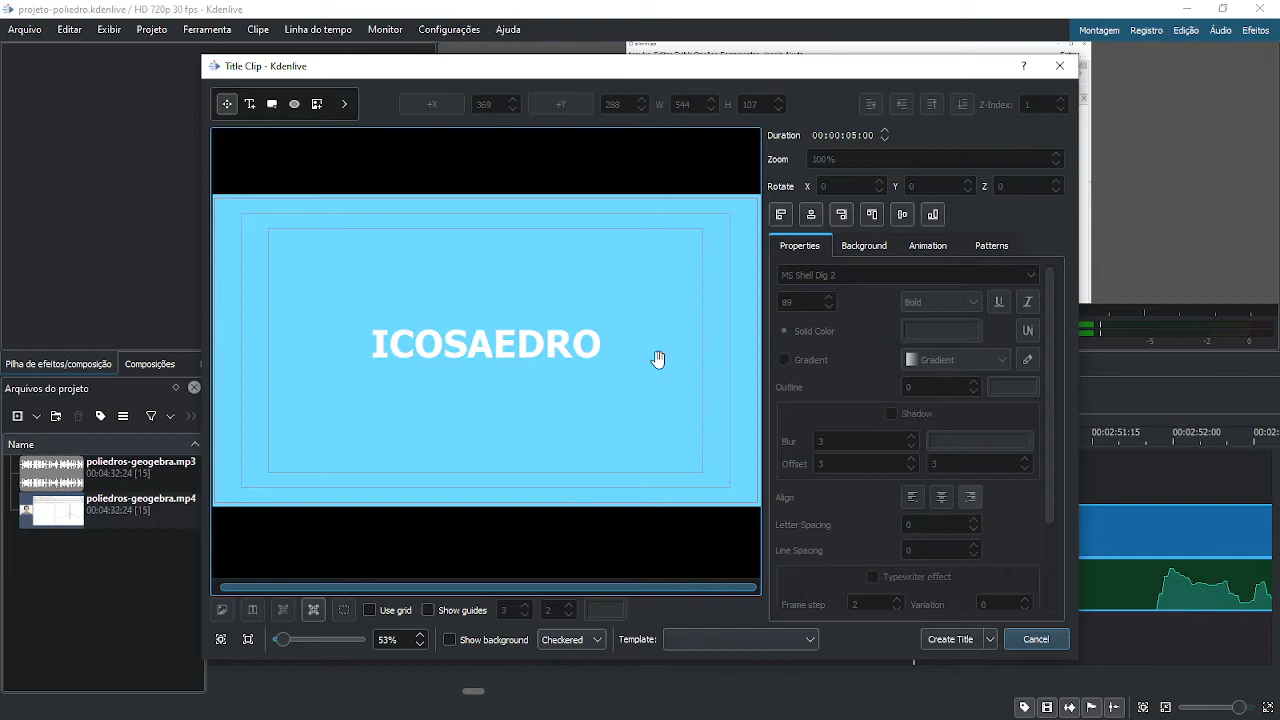 projeto-poliedro.kdenlive / HD 720p 30 fps - Kdenlive
Arquivo Editar Exibir Projeto Ferramenta Clipe Linha do tempo Monitor Configurações Ajuda
Montagem Registro Edição Áudio Efeitos
Title Clip - Kdenlive
+X 369 +Y 288 W 544 H 107 Z-Index: 1
Duration 00:00:05:00
Zoom 100%
Rotate X 0 Y 0 Z 0
Properties Background Animation Patterns
MS Shell Dlg 2
89 Bold
Solid Color
Gradient Gradient
Outline 0
Shadow
Blur 3
Offset 3 3
Align
Letter Spacing 0
Line Spacing 0
Typewriter effect
Frame step 2 Variation 0
ICOSAEDRO
Use grid Show guides 3 2
53% Show background Checkered Template: Create Title Cancel
Pilha de efeitos/composição Composições
Arquivos do projeto
Name
poliedros-geogebra.mp3
00:04:32:24 [15]
poliedros-geogebra.mp4
00:04:32:24 [15]
-5 -2 0
00:02:51:15 00:02:52:00 00:02: